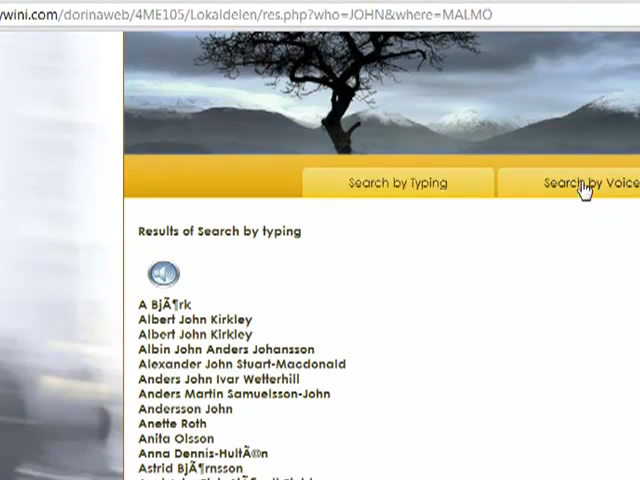 ywini.com/dorinaweb/4ME105/Lokaldelen/res.php?who=JOHN&where=MALMO
Search by Typing
Search by Voice
Results of Search by typing
A BjÃ¶rk
Albert John Kirkley
Albert John Kirkley
Albin John Anders Johansson
Alexander John Stuart-Macdonald
Anders John Ivar Wetterhill
Anders Martin Samuelsson-John
Andersson John
Anette Roth
Anita Olsson
Anna Dennis-HultÃ©n
Astrid BjÃ¶rnsson